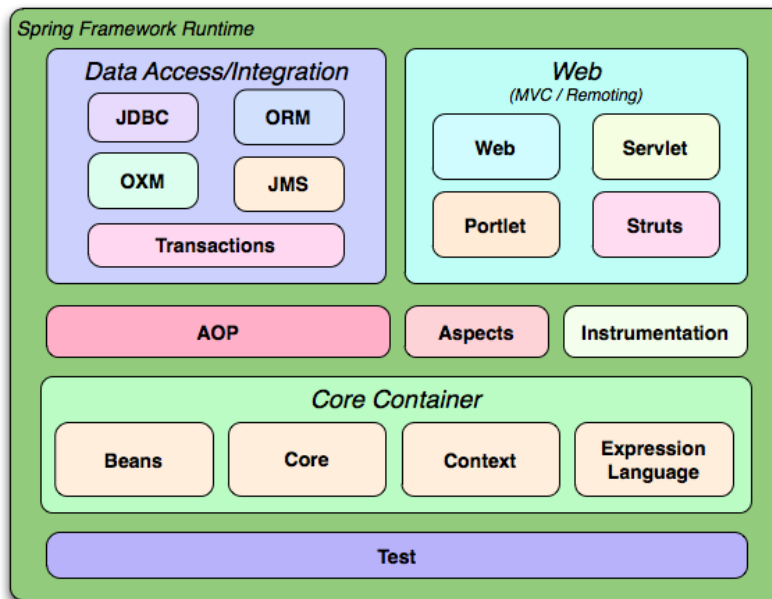 Spring Framework Runtime
Data Access/Integration
JDBC
ORM
OXM
JMS
Transactions
Web
(MVC / Remoting)
Web
Servlet
Portlet
Struts
AOP
Aspects
Instrumentation
Core Container
Beans
Core
Context
Expression
Language
Test